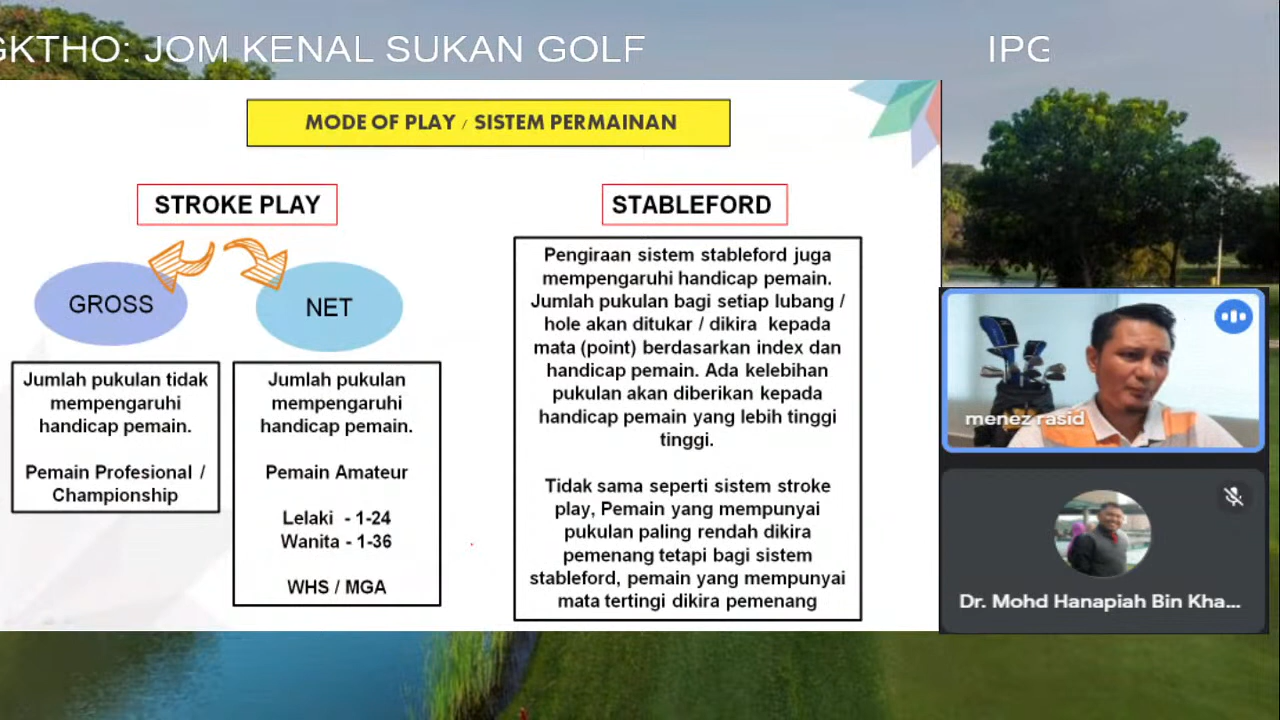 GKTHO: JOM KENAL SUKAN GOLF
IPG
MODE OF PLAY / SISTEM PERMAINAN
STROKE PLAY
GROSS
NET
Jumlah pukulan tidak
mempengaruhi
handicap pemain.
Pemain Profesional /
Championship
Jumlah pukulan
mempengaruhi
handicap pemain.
Pemain Amateur
Lelaki - 1-24
Wanita - 1-36
WHS / MGA
STABLEFORD
Pengiraan sistem stableford juga
mempengaruhi handicap pemain.
Jumlah pukulan bagi setiap lubang /
hole akan ditukar / dikira kepada
mata (point) berdasarkan index dan
handicap pemain. Ada kelebihan
pukulan akan diberikan kepada
handicap pemain yang lebih tinggi
tinggi.
Tidak sama seperti sistem stroke
play, Pemain yang mempunyai
pukulan paling rendah dikira
pemenang tetapi bagi sistem
stableford, pemain yang mempunyai
mata tertingi dikira pemenang
menez rasid
Dr. Mohd Hanapiah Bin Kha...